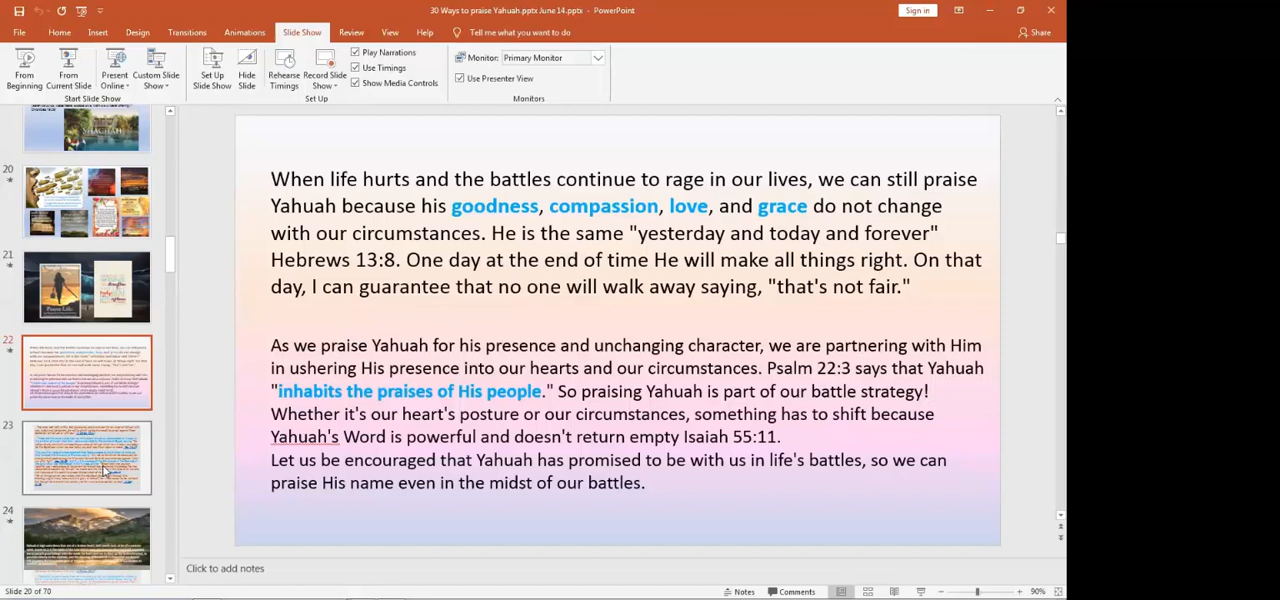 30 Ways to praise Yahuah.pptx June14.pptx - PowerPoint
Sign in
File Home Insert Design Transitions Animations Slide Show Review View Help Tell me what you want to do Share
From Beginning
From Current Slide
Present Online
Custom Slide Show
Start Slide Show
Set Up Slide Show
Hide Slide
Rehearse Timings
Record Slide Show
Play Narrations
Use Timings
Show Media Controls
Set Up
Monitor: Primary Monitor
Use Presenter View
Monitors
SHACHAH
20
21
22
23
24
When life hurts and the battles continue to rage in our lives, we can still praise
Yahuah because his goodness, compassion, love, and grace do not change
with our circumstances. He is the same "yesterday and today and forever"
Hebrews 13:8. One day at the end of time He will make all things right. On that
day, I can guarantee that no one will walk away saying, "that's not fair."
As we praise Yahuah for his presence and unchanging character, we are partnering with Him
in ushering His presence into our hearts and our circumstances. Psalm 22:3 says that Yahuah
"inhabits the praises of His people." So praising Yahuah is part of our battle strategy!
Whether it's our heart's posture or our circumstances, something has to shift because
Yahuah's Word is powerful and doesn't return empty Isaiah 55:11.
Let us be encouraged that Yahuah has promised to be with us in life's battles, so we can
praise His name even in the midst of our battles.
Click to add notes
Slide 20 of 70
Notes
Comments
90%